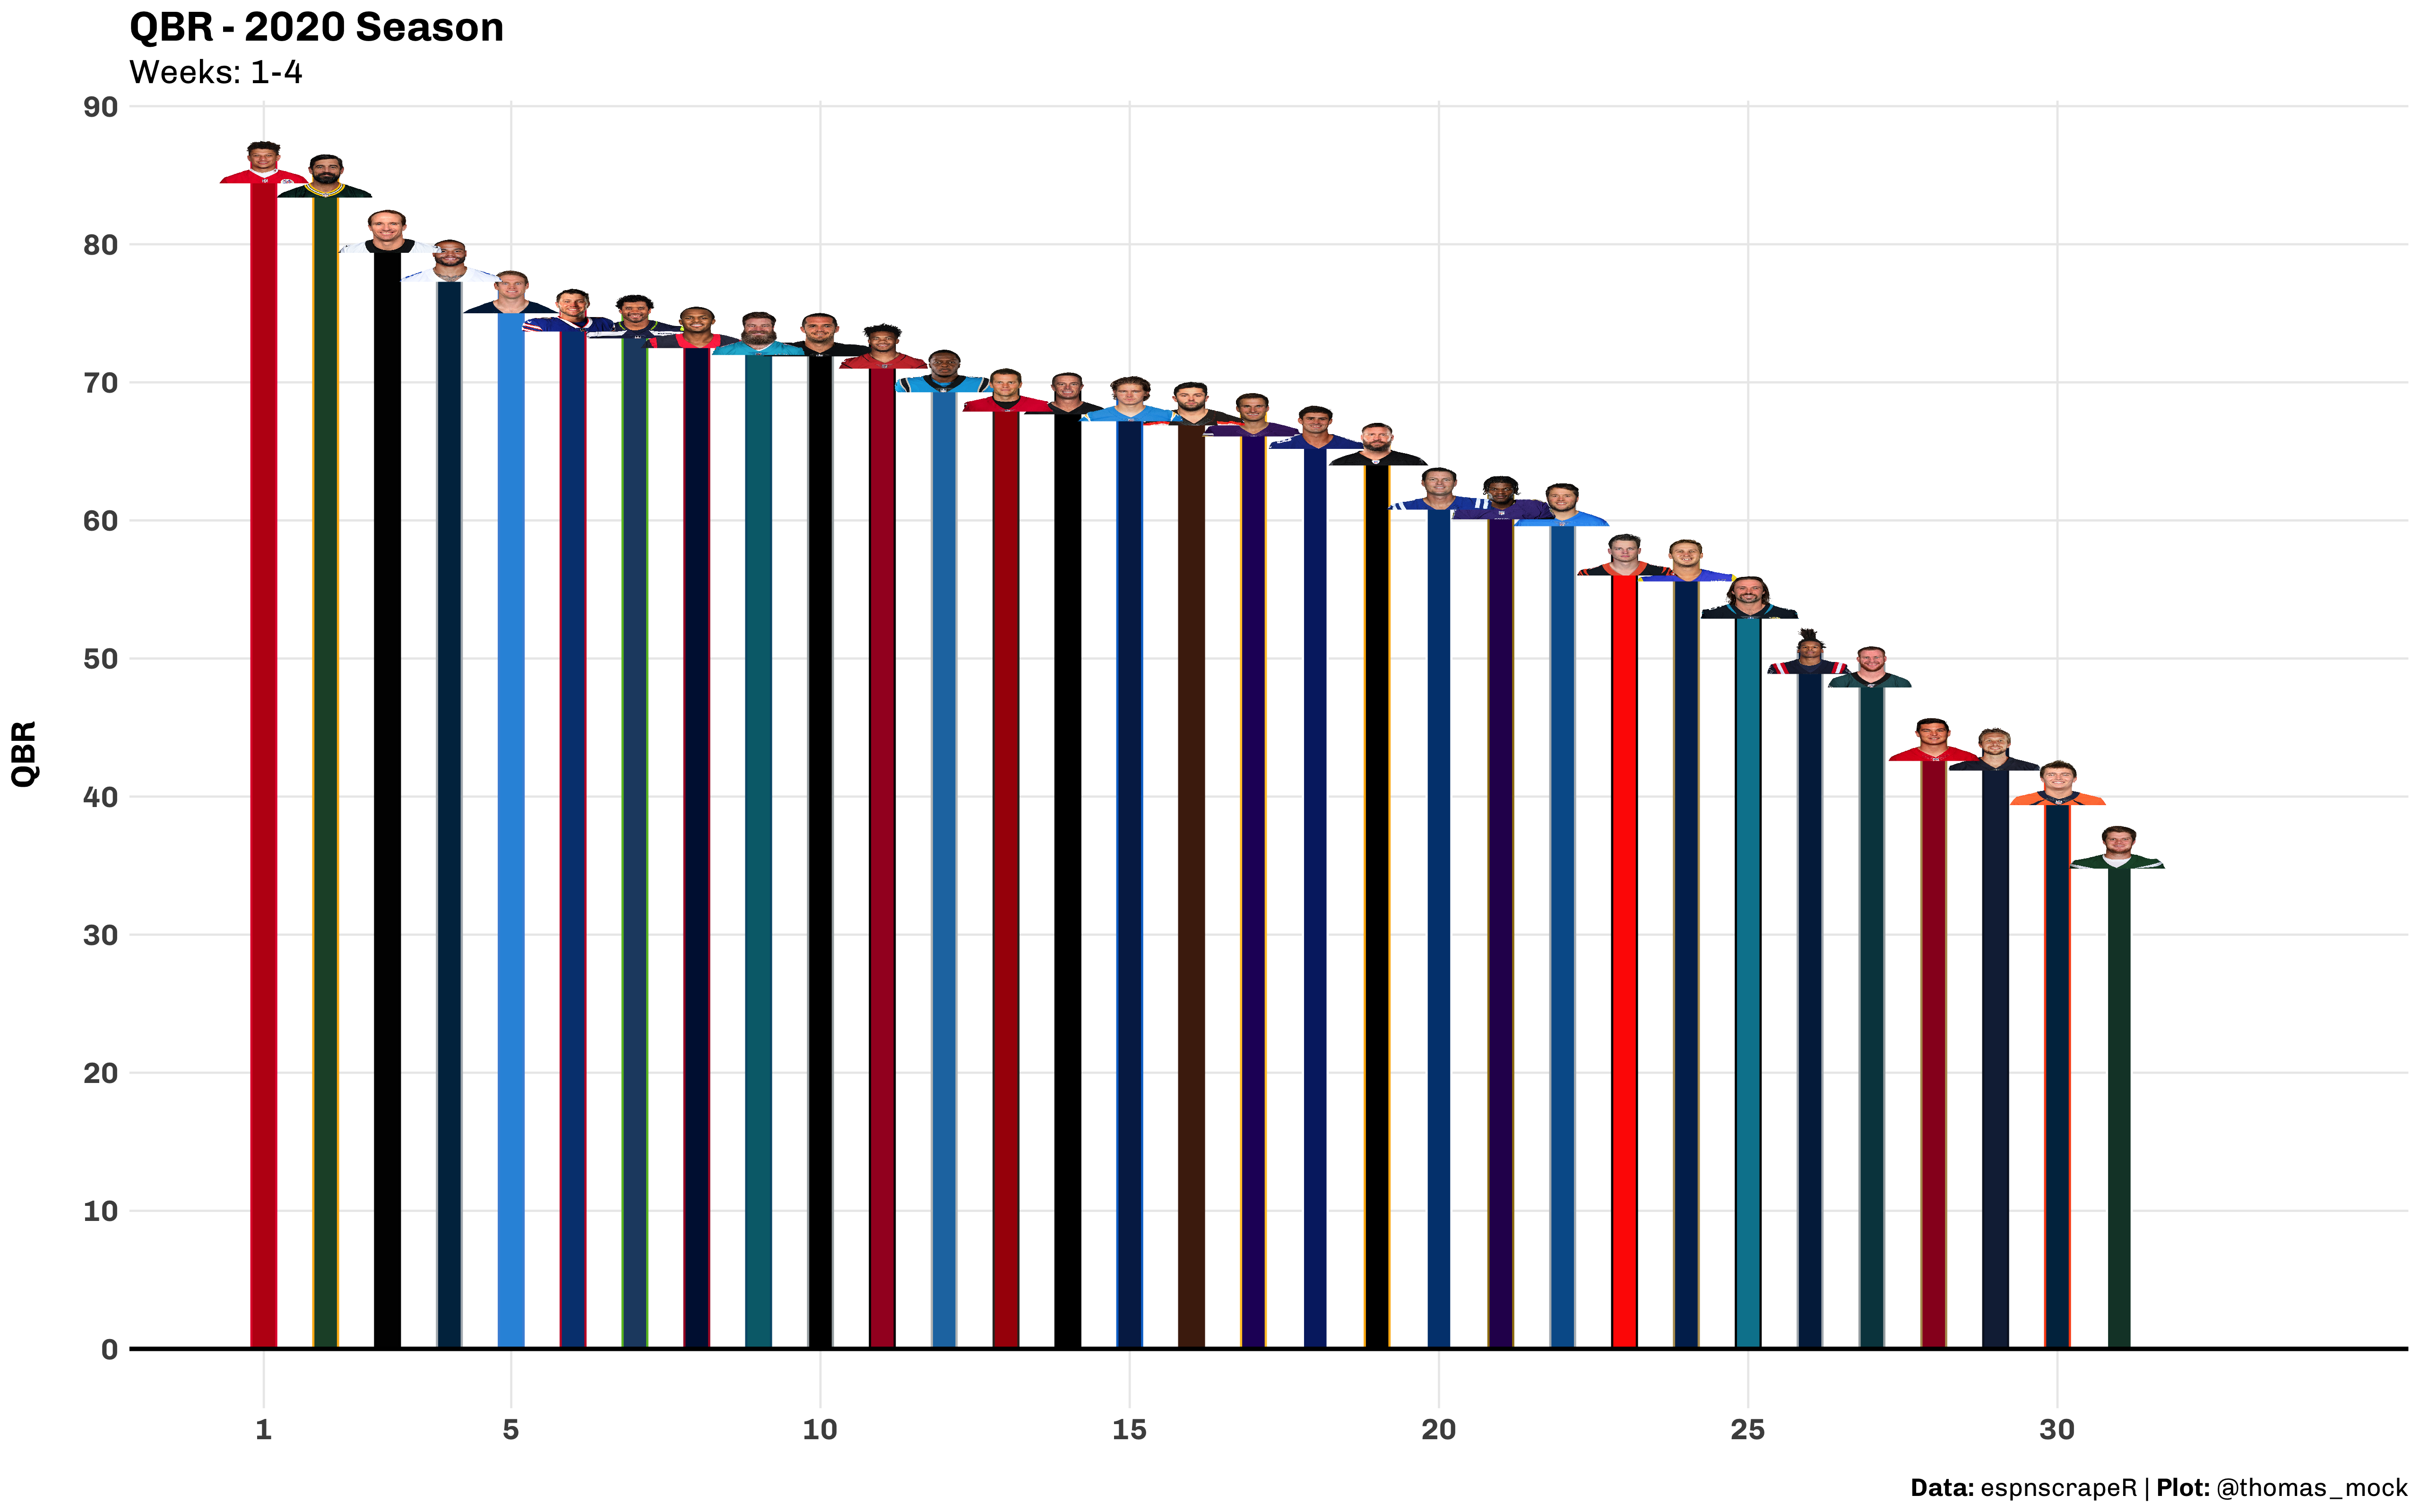 QBR - 2020 Season
Weeks: 1-4
90
80
70
60
50
40
30
20
10
0
QBR
1 5 10 15 20 25 30
Data: espnscrapeR | Plot: @thomas_mock